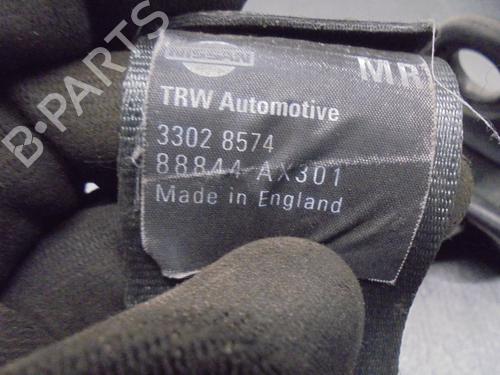 NISSAN
MR
TRW Automotive
3302 8574
88844-AX301
Made in England
B-PARTS